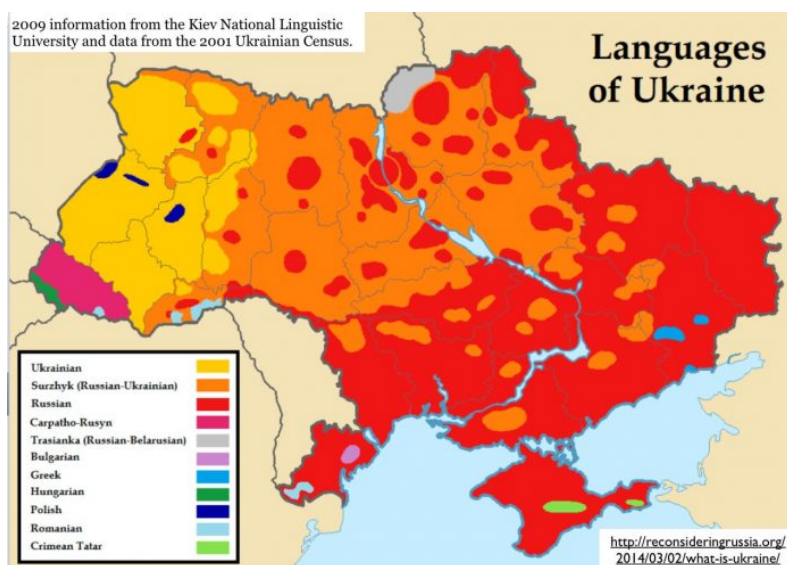 2009 information from the Kiev National Linguistic
University and data from the 2001 Ukrainian Census.
Languages
of Ukraine
Ukrainian
Surzhyk (Russian-Ukrainian)
Russian
Carpatho-Rusyn
Trasianka (Russian-Belarusian)
Bulgarian
Greek
Hungarian
Polish
Romanian
Crimean Tatar
http://reconsideringrussia.org/
2014/03/02/what-is-ukraine/